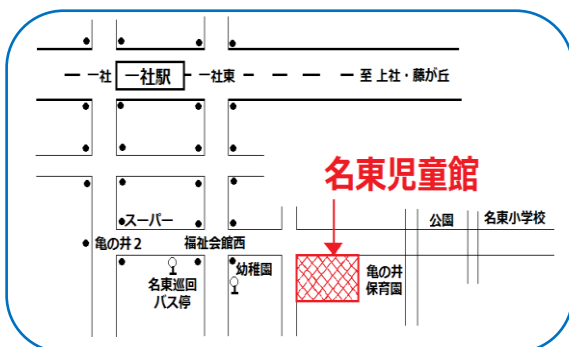 一社
一社駅
一社東
至 上社・藤が丘
名東児童館
スーパー
公園
名東小学校
亀の井２
福祉会館西
名東巡回
バス停
幼稚園
亀の井
保育園